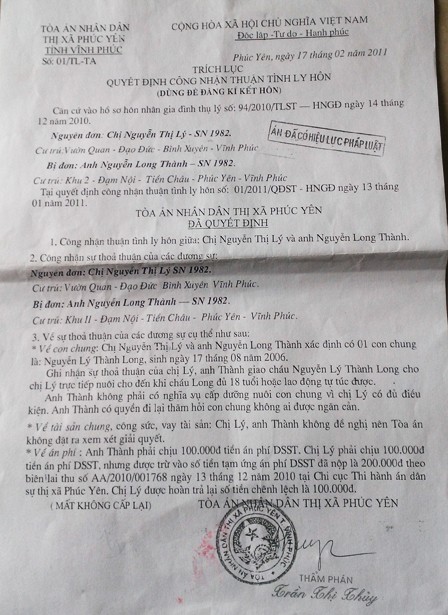 TÒA ÁN NHÂN DÂN
THỊ XÃ PHÚC YÊN
TỈNH VĨNH PHÚC
Số: 01/TL-TA
CỘNG HÒA XÃ HỘI CHỦ NGHĨA VIỆT NAM
Độc lập -Tự do - Hạnh phúc
Phúc Yên, ngày 17 tháng 02 năm 2011
TRÍCH LỤC
QUYẾT ĐỊNH CÔNG NHẬN THUẬN TÌNH LY HÔN
(DÙNG ĐỂ ĐĂNG KÍ KẾT HÔN)
Căn cứ vào hồ sơ hôn nhân gia đình thụ lý số: 94/2010/TLST — HNGĐ ngày 14 tháng
12 năm 2010.
ÁN ĐÃ CÓ HIỆU LỰC PHÁP LUẬT
Nguyên đơn: Chị Nguyễn Thị Lý - SN 1982.
Cư trú: Vườn Quan - Đạo Đức - Bình Xuyên - Vĩnh Phúc
Bị đơn: Anh Nguyễn Long Thành - SN 1982.
Cư trú: Khu 2 - Đạm Nội - Tiền Châu - Phúc Yên - Vĩnh Phúc
Tại quyết định công nhận thuận tình ly hôn số: 01/2011/QĐST - HNGĐ ngày 13 tháng
01 năm 2011.
TÒA ÁN NHÂN DÂN THỊ XÃ PHÚC YÊN
ĐÃ QUYẾT ĐỊNH
1. Công nhận thuận tình ly hôn giữa: Chị Nguyễn Thị Lý và anh Nguyễn Long Thành.
2. Công nhận sự thoả thuận của các đương sự:
Nguyên đơn: Chị Nguyễn Thị Lý SN 1982.
Cư trú: Vườn Quan - Đạo Đức Bình Xuyên Vĩnh Phúc.
Bị đơn: Anh Nguyễn Long Thành — SN 1982.
Cư trú: Khu II - Đạm Nội - Tiền Châu - Phúc Yên - Vĩnh Phúc.
3. Về sự thoả thuận của các đương sự cụ thể như sau:
* Về con chung: Chị Nguyễn Thị Lý và anh Nguyễn Long Thành xác định có 01 con chung
là: Nguyễn Lý Thành Long, sinh ngày 17 tháng 08 năm 2006.
Ghi nhận sự thoả thuận của chị Lý, anh Thành giao cháu Nguyễn Lý Thành Long cho
chị Lý trực tiếp nuôi cho đến khi cháu Long đủ 18 tuổi hoặc lao động tự túc được.
Anh Thành không phải có nghĩa vụ cấp dưỡng nuôi con chung vì chị Lý có đủ điều
kiện. Anh Thành có quyền đi lại thăm hỏi con chung không ai được ngăn cản.
* Về tài sản chung, công sức, vay tài sản: Chị Lý, anh Thành không đề nghị nên Tòa án
không đặt ra xem xét giải quyết.
* Về án phí : Anh Thành phải chịu 100.000đ tiền án phí DSST. Chị Lý phải chịu 100.000đ
tiền án phí DSST, nhưng được trừ vào số tiền tạm ứng án phí DSST đã nộp là 200.000đ theo
biên lai thu số AA/2010/001768 ngày 13 tháng 12 năm 2010 tại Chi cục Thi hành án dân
sự thị xã Phúc Yên. Chị Lý được hoàn trả lại số tiền chênh lệch là 100.000đ.
(MẤT KHÔNG CẤP LẠI)
TÒA ÁN NHÂN DÂN THỊ XÃ PHÚC YÊN
TÒA ÁN NHÂN DÂN THỊ XÃ PHÚC YÊN T. VĨNH PHÚC
THẨM PHÁN
Trần Thị Thủy